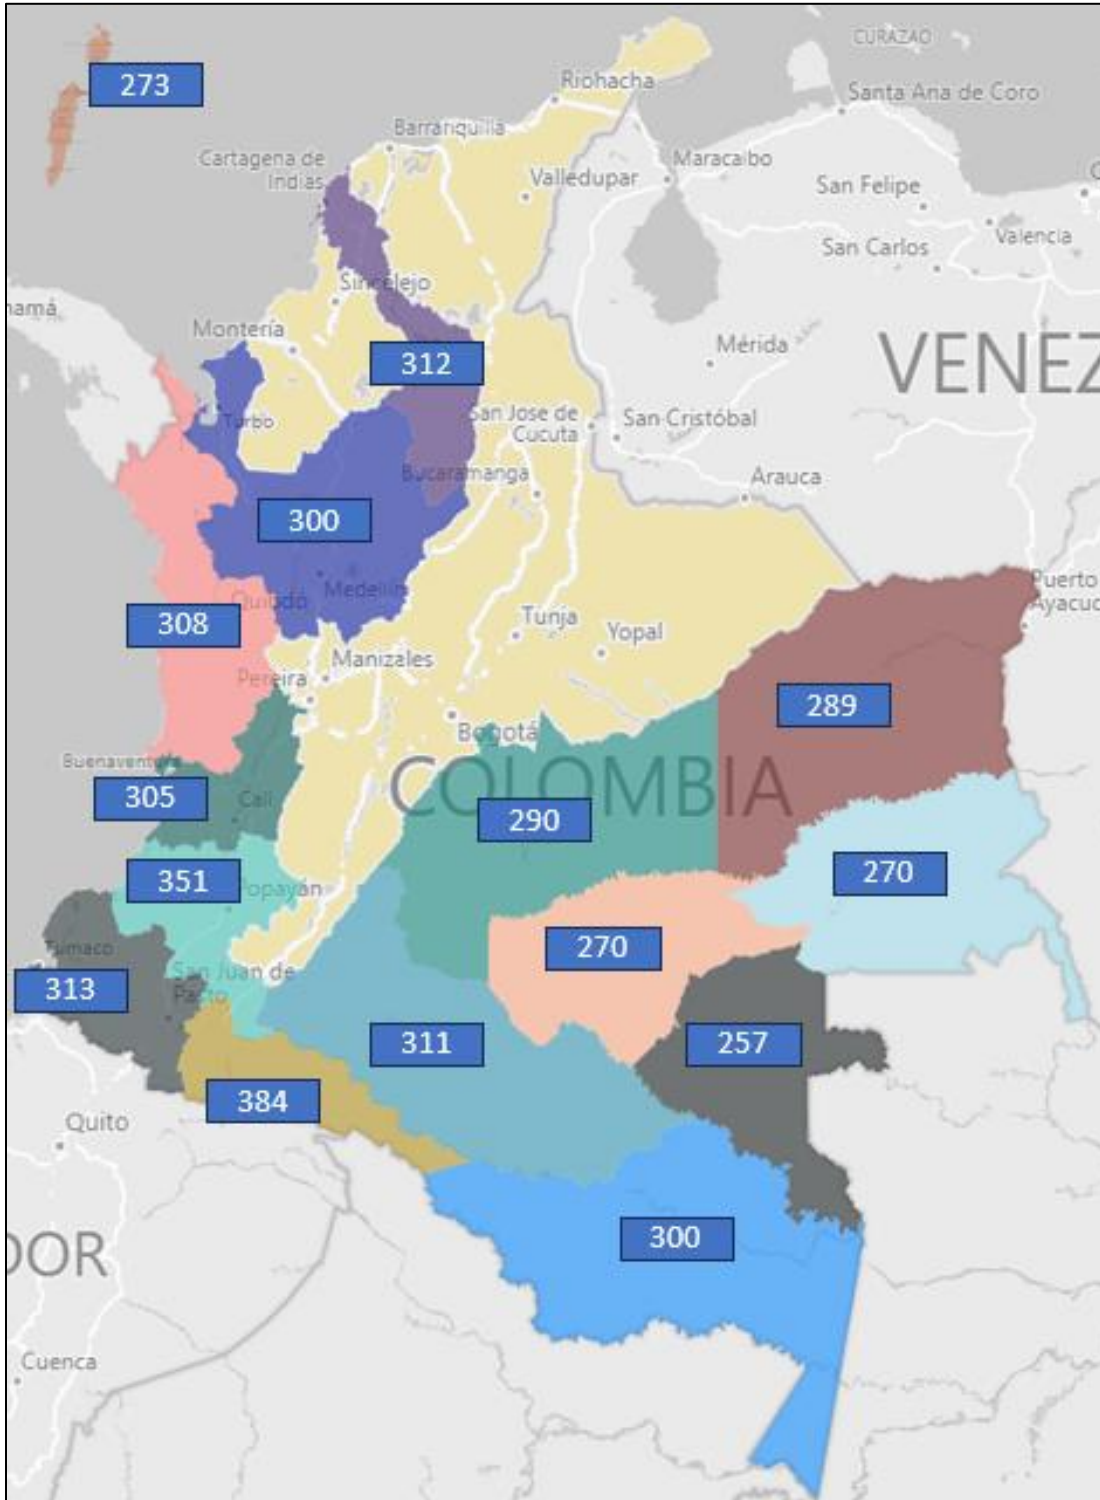 CURAZAO
273
Riohacha
Santa Ana de Coro
Barranquilla
Cartagena de
Indias
Maracaibo
Valledupar
San Felipe
Valencia
San Carlos
Sincelejo
namá
Montería
Mérida
VENEZ
312
San Jose de
Cucuta
San Cristóbal
Turbo
Bucaramanga
Arauca
300
Medellín
Quibdó
Puerto
Ayacuc
308
Tunja
Yopal
Manizales
Pereira
289
Bogotá
Buenaventura
COLOMBIA
305
Cali
290
270
351
Popayán
Tumaco
270
San Juan de
Pasto
313
311
257
384
Quito
300
DOR
Cuenca